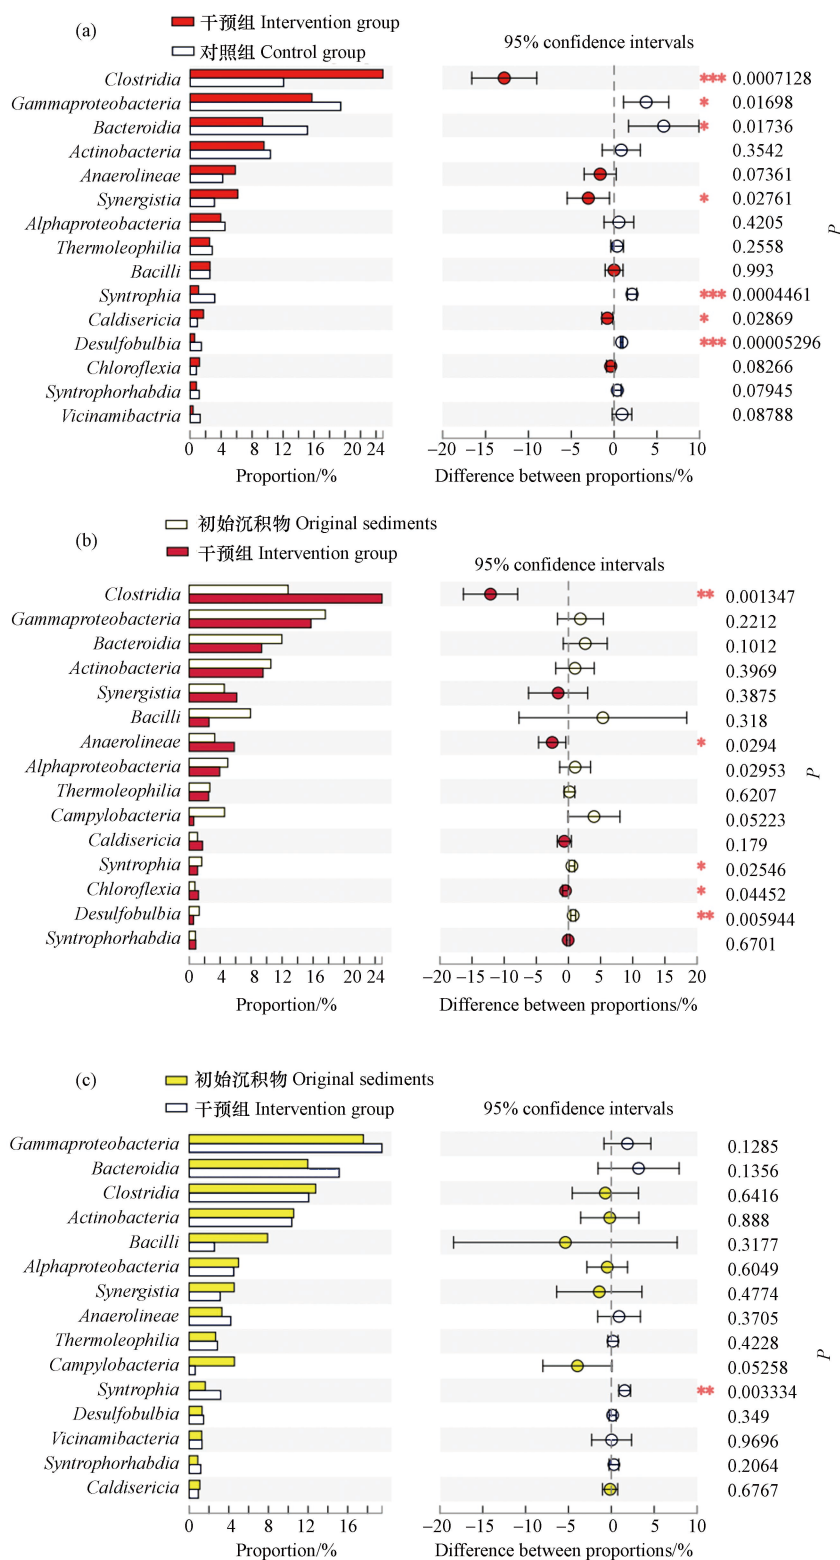 (a)
干预组 Intervention group
对照组 Control group
95% confidence intervals
Clostridia *** 0.0007128
Gammaproteobacteria * 0.01698
Bacteroidia * 0.01736
Actinobacteria 0.3542
Anaerolineae 0.07361
Synergistia * 0.02761
Alphaproteobacteria 0.4205
Thermoleophilia 0.2558
Bacilli 0.993
Syntrophia *** 0.0004461
Caldisericia * 0.02869
Desulfobulbia *** 0.00005296
Chloroflexia 0.08266
Syntrophorhabdia 0.07945
Vicinamibactria 0.08788
P
0 2 4 6 8 12 16 20 24 −20 −15 −10 −5 0 5 10
Proportion/% Difference between proportions/%
(b)
初始沉积物 Original sediments
干预组 Intervention group
95% confidence intervals
Clostridia ** 0.001347
Gammaproteobacteria 0.2212
Bacteroidia 0.1012
Actinobacteria 0.3969
Synergistia 0.3875
Bacilli 0.318
Anaerolineae * 0.0294
Alphaproteobacteria 0.02953
Thermoleophilia 0.6207
Campylobacteria 0.05223
Caldisericia 0.179
Syntrophia * 0.02546
Chloroflexia * 0.04452
Desulfobulbia ** 0.005944
Syntrophorhabdia 0.6701
P
0 4 8 12 16 20 24 −20 −15 −10 −5 0 5 10 15 20
Proportion/% Difference between proportions/%
(c)
初始沉积物 Original sediments
干预组 Intervention group
95% confidence intervals
Gammaproteobacteria 0.1285
Bacteroidia 0.1356
Clostridia 0.6416
Actinobacteria 0.888
Bacilli 0.3177
Alphaproteobacteria 0.6049
Synergistia 0.4774
Anaerolineae 0.3705
Thermoleophilia 0.4228
Campylobacteria 0.05258
Syntrophia ** 0.003334
Desulfobulbia 0.349
Vicinamibacteria 0.9696
Syntrophorhabdia 0.2064
Caldisericia 0.6767
P
0 4 8 12 16 −20 −15 −10 −5 0 5 10
Proportion/% Difference between proportions/%